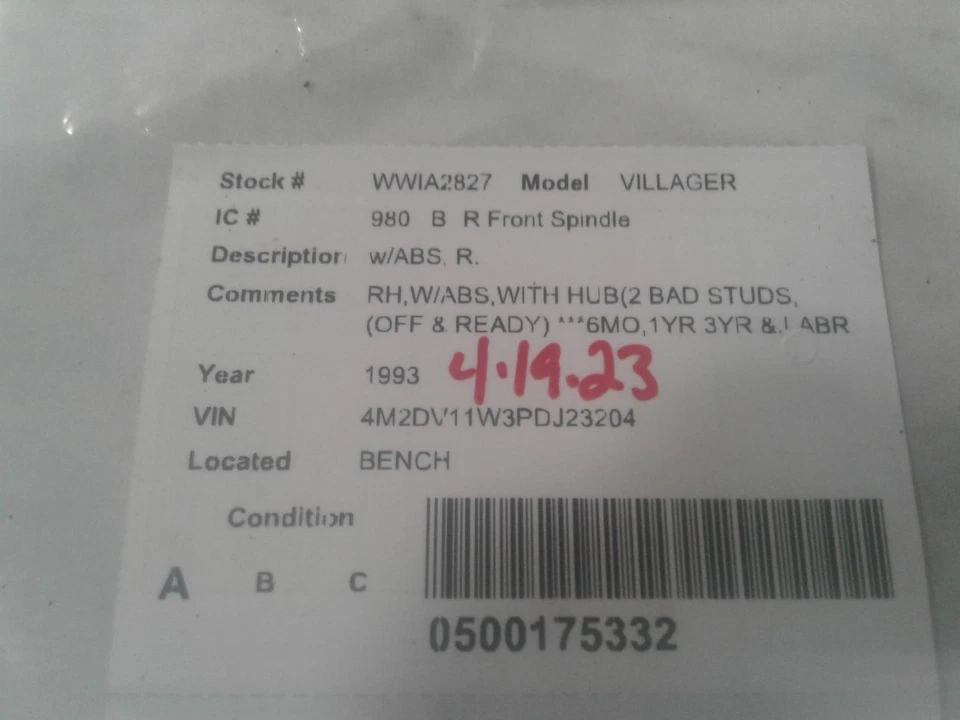 Stock # WWIA2827 Model VILLAGER
IC # 980 B R Front Spindle
Description w/ABS, R.
Comments RH,W/ABS,WITH HUB(2 BAD STUDS,
(OFF & READY) ***6MO,1YR 3YR & LABR
Year 1993 4.19.23
VIN 4M2DV11W3PDJ23204
Located BENCH
Condition
A B C
0500175332